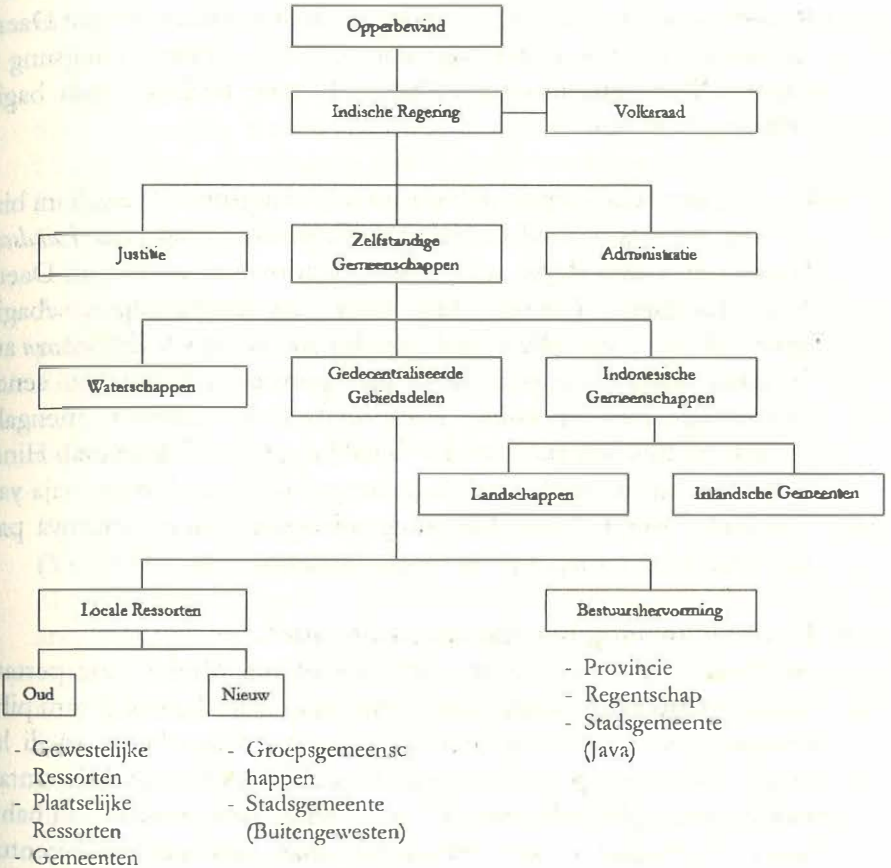 Opperbewind
Indische Regering
Volksraad
Justitie
Zelfstandige
Gemeenschappen
Administratie
Waterschappen
Gedecentraliseerde
Gebiedsdelen
Indonesische
Gemeenschappen
Landschappen
Inlandsche Gemeenten
Locale Ressorten
Bestuurshervorming
Oud
Nieuw
- Gewestelijke
Ressorten
- Plaatselijke
Ressorten
- Gemeenten
- Groepsgemeensc
happen
- Stadsgemeente
(Buitengewesten)
- Provincie
- Regentschap
- Stadsgemeente
(Java)